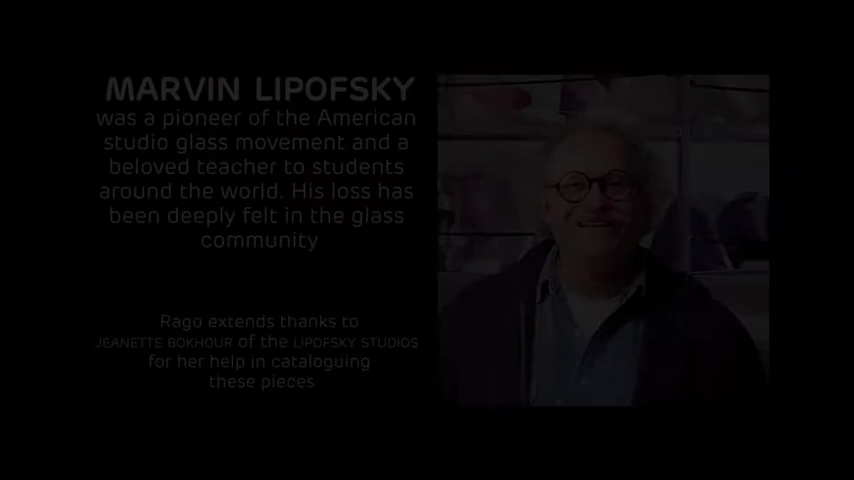 MARVIN LIPOFSKY
was a pioneer of the American
studio glass movement and a
beloved teacher to students
around the world. His loss has
been deeply felt in the glass
community
Rago extends thanks to
JEANETTE BOKHOUR of the LIPOFSKY STUDIOS
for her help in cataloguing
these pieces